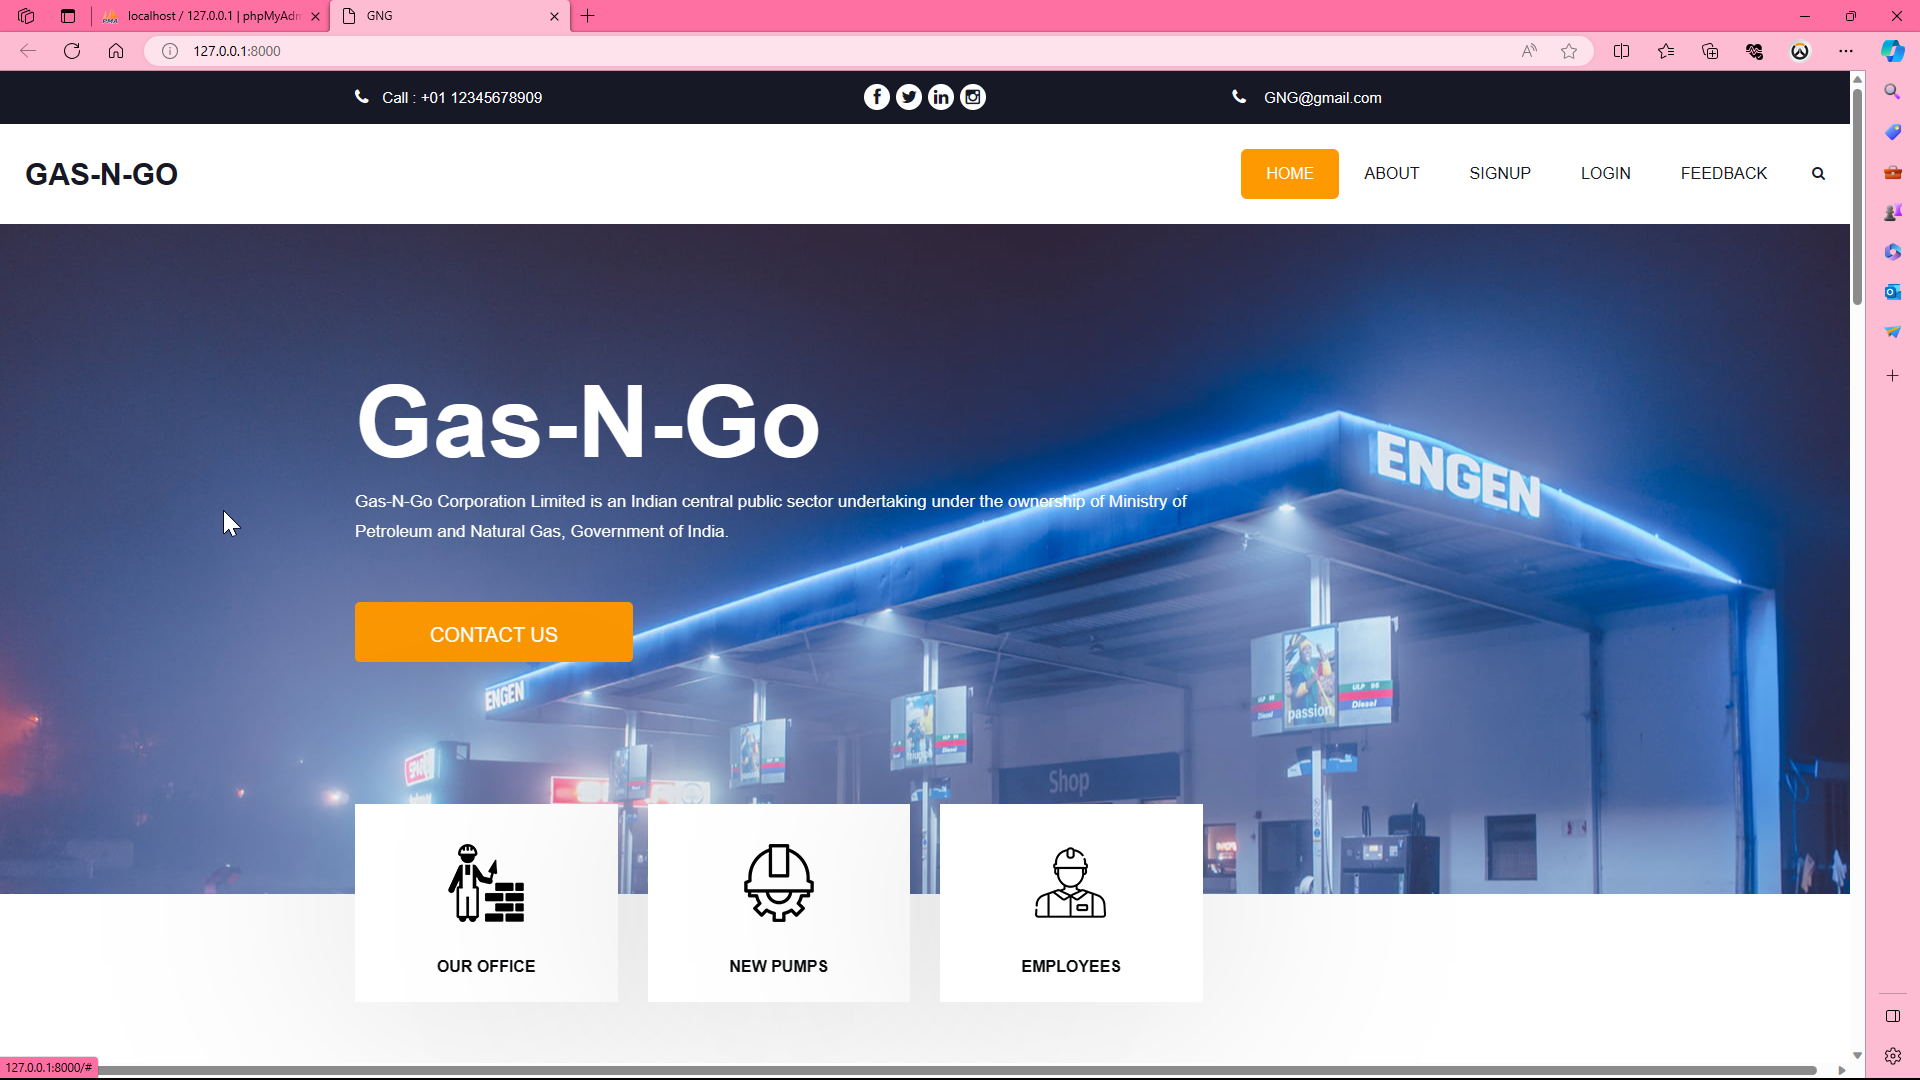 localhost / 127.0.0.1 | phpMyAdm
GNG
127.0.0.1:8000
Call : +01 12345678909
GNG@gmail.com
GAS-N-GO
HOME
ABOUT
SIGNUP
LOGIN
FEEDBACK
Gas-N-Go
Gas-N-Go Corporation Limited is an Indian central public sector undertaking under the ownership of Ministry of
Petroleum and Natural Gas, Government of India.
CONTACT US
ENGEN
ENGEN
passion
Diesel
Diesel
Shop
OUR OFFICE
NEW PUMPS
EMPLOYEES
127.0.0.1:8000/#